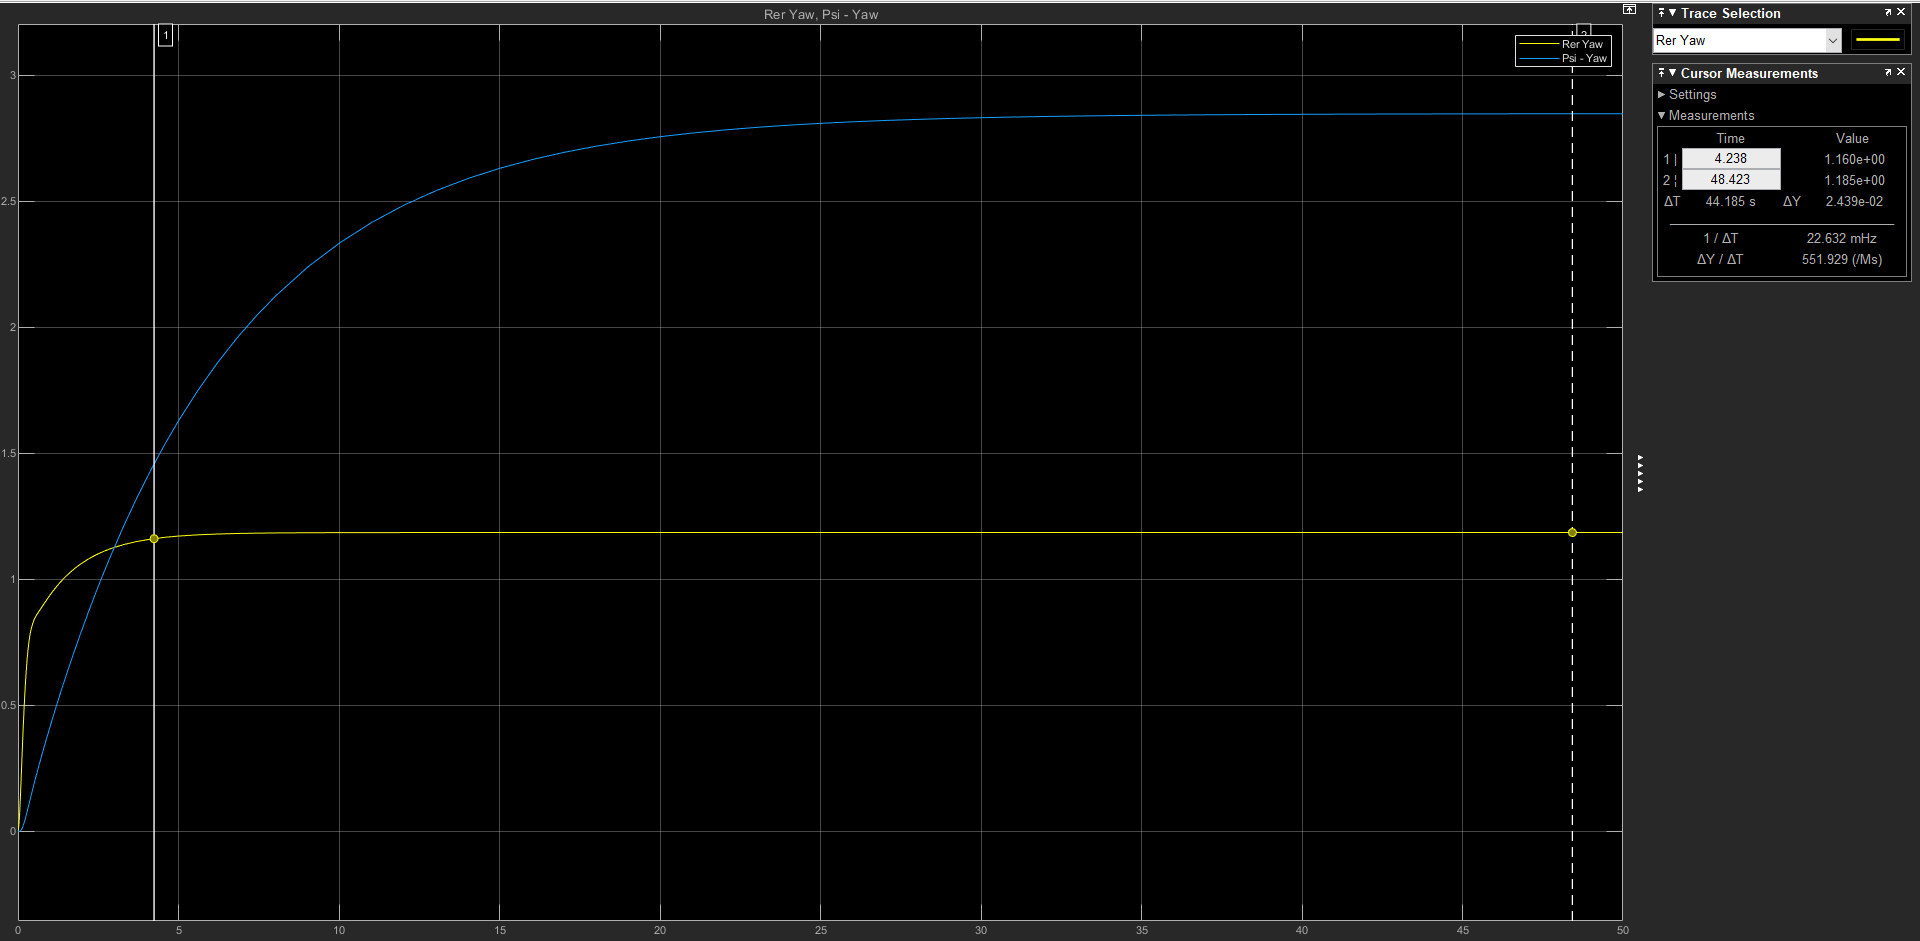 Rer Yaw, Psi - Yaw
1
2
Rer Yaw
Psi - Yaw
3
2.5
2
1.5
1
0.5
0
0 5 10 15 20 25 30 35 40 45 50
Trace Selection
Rer Yaw
Cursor Measurements
Settings
Measurements
Time Value
1 | 4.238 1.160e+00
2 ¦ 48.423 1.185e+00
ΔT 44.185 s ΔY 2.439e-02
1 / ΔT 22.632 mHz
ΔY / ΔT 551.929 (/Ms)